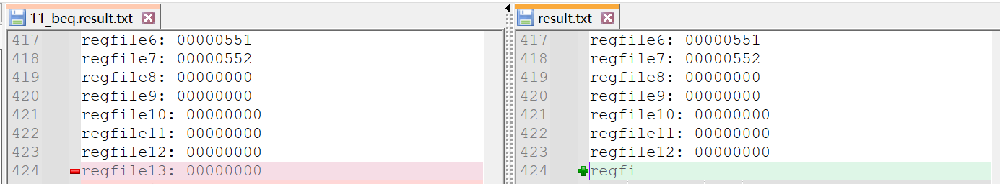 11_beq.result.txt
417 regfile6: 00000551
418 regfile7: 00000552
419 regfile8: 00000000
420 regfile9: 00000000
421 regfile10: 00000000
422 regfile11: 00000000
423 regfile12: 00000000
424 regfile13: 00000000
result.txt
417 regfile6: 00000551
418 regfile7: 00000552
419 regfile8: 00000000
420 regfile9: 00000000
421 regfile10: 00000000
422 regfile11: 00000000
423 regfile12: 00000000
424 regfi